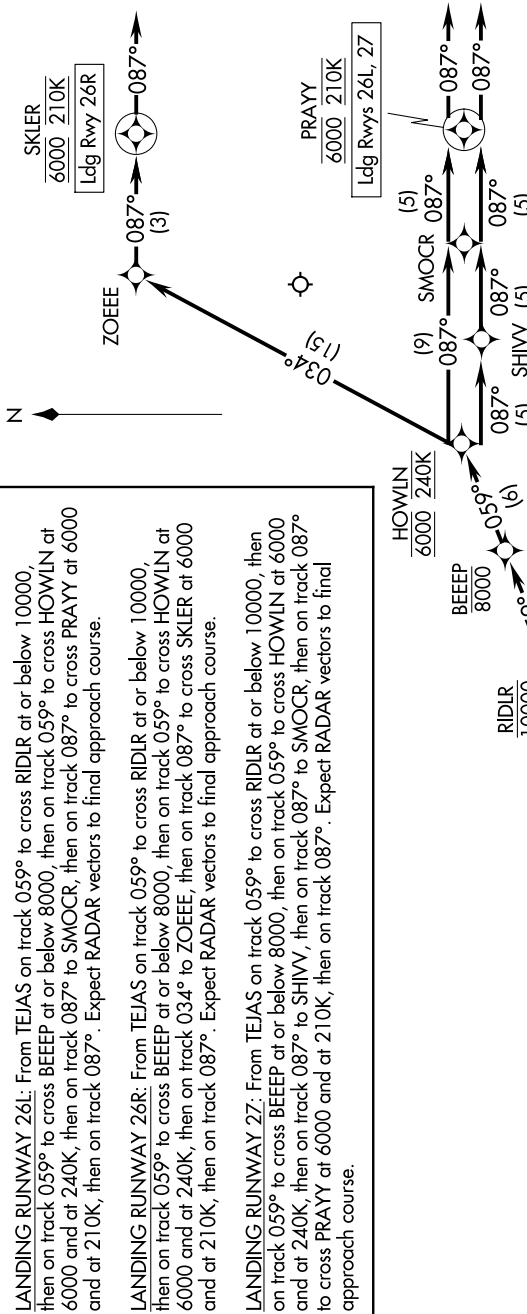 LANDING RUNWAY 26L: From TEJAS on track 059° to cross RIDLR at or below 10000,
then on track 059° to cross BEEEP at or below 8000, then on track 059° to cross HOWLN at
6000 and at 240K, then on track 087° to SMOCR, then on track 087° to cross PRAYY at 6000
and at 210K, then on track 087°. Expect RADAR vectors to final approach course.
LANDING RUNWAY 26R: From TEJAS on track 059° to cross RIDLR at or below 10000,
then on track 059° to cross BEEEP at or below 8000, then on track 059° to cross HOWLN at
6000 and at 240K, then on track 034° to ZOEEE, then on track 087° to cross SKLER at 6000
and at 210K, then on track 087°. Expect RADAR vectors to final approach course.
LANDING RUNWAY 27: From TEJAS on track 059° to cross RIDLR at or below 10000, then
on track 059° to cross BEEEP at or below 8000, then on track 059° to cross HOWLN at 6000
and at 240K, then on track 087° to SHIVV, then on track 087° to SMOCR, then on track 087°
to cross PRAYY at 6000 and at 210K, then on track 087°. Expect RADAR vectors to final
approach course.
N
SKLER
6000 210K
Ldg Rwy 26R
087°
087°
(3)
ZOEEE
034°
(15)
PRAYY
6000 210K
Ldg Rwys 26L, 27
087°
087°
(5)
087°
SMOCR
(9)
087°
087°
(5)
087°
(5)
SHIVV
087°
(5)
HOWLN
6000 240K
059°
(6)
BEEEP
8000
RIDLR
10000